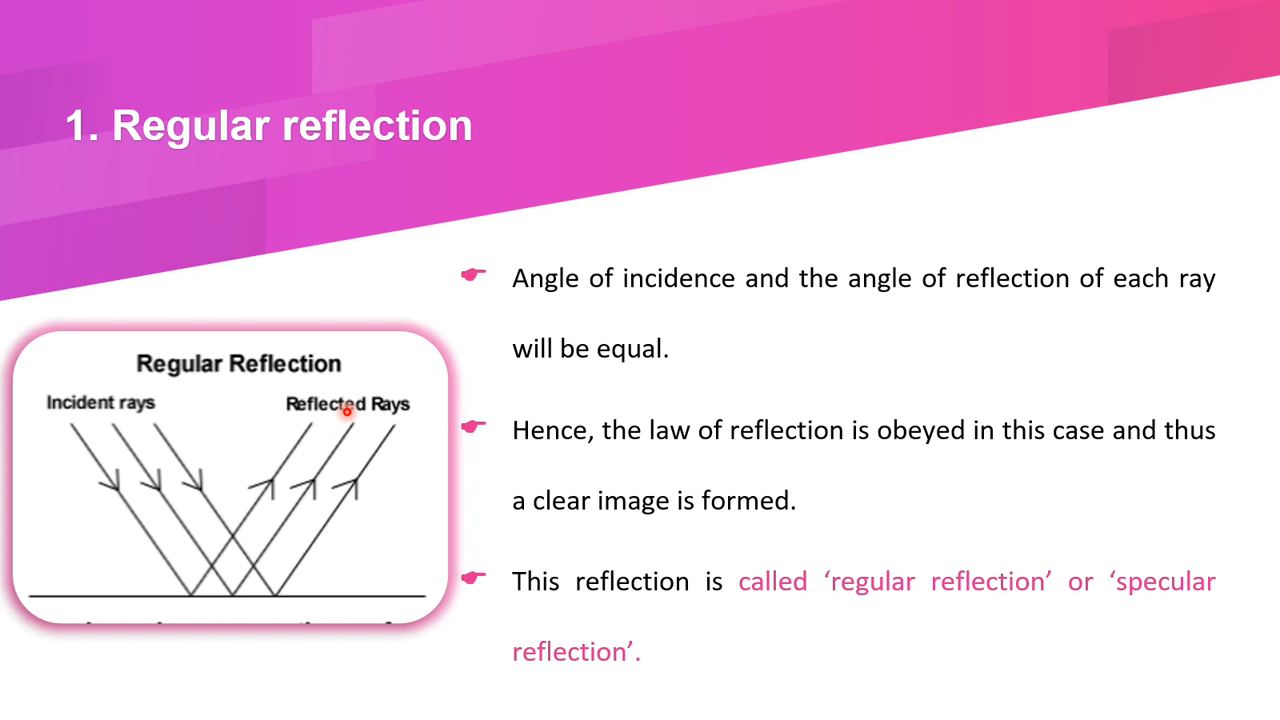 1. Regular reflection
Regular Reflection
Incident rays
Reflected Rays
Angle of incidence and the angle of reflection of each ray
will be equal.
Hence, the law of reflection is obeyed in this case and thus
a clear image is formed.
This reflection is called ‘regular reflection’ or ‘specular
reflection’.